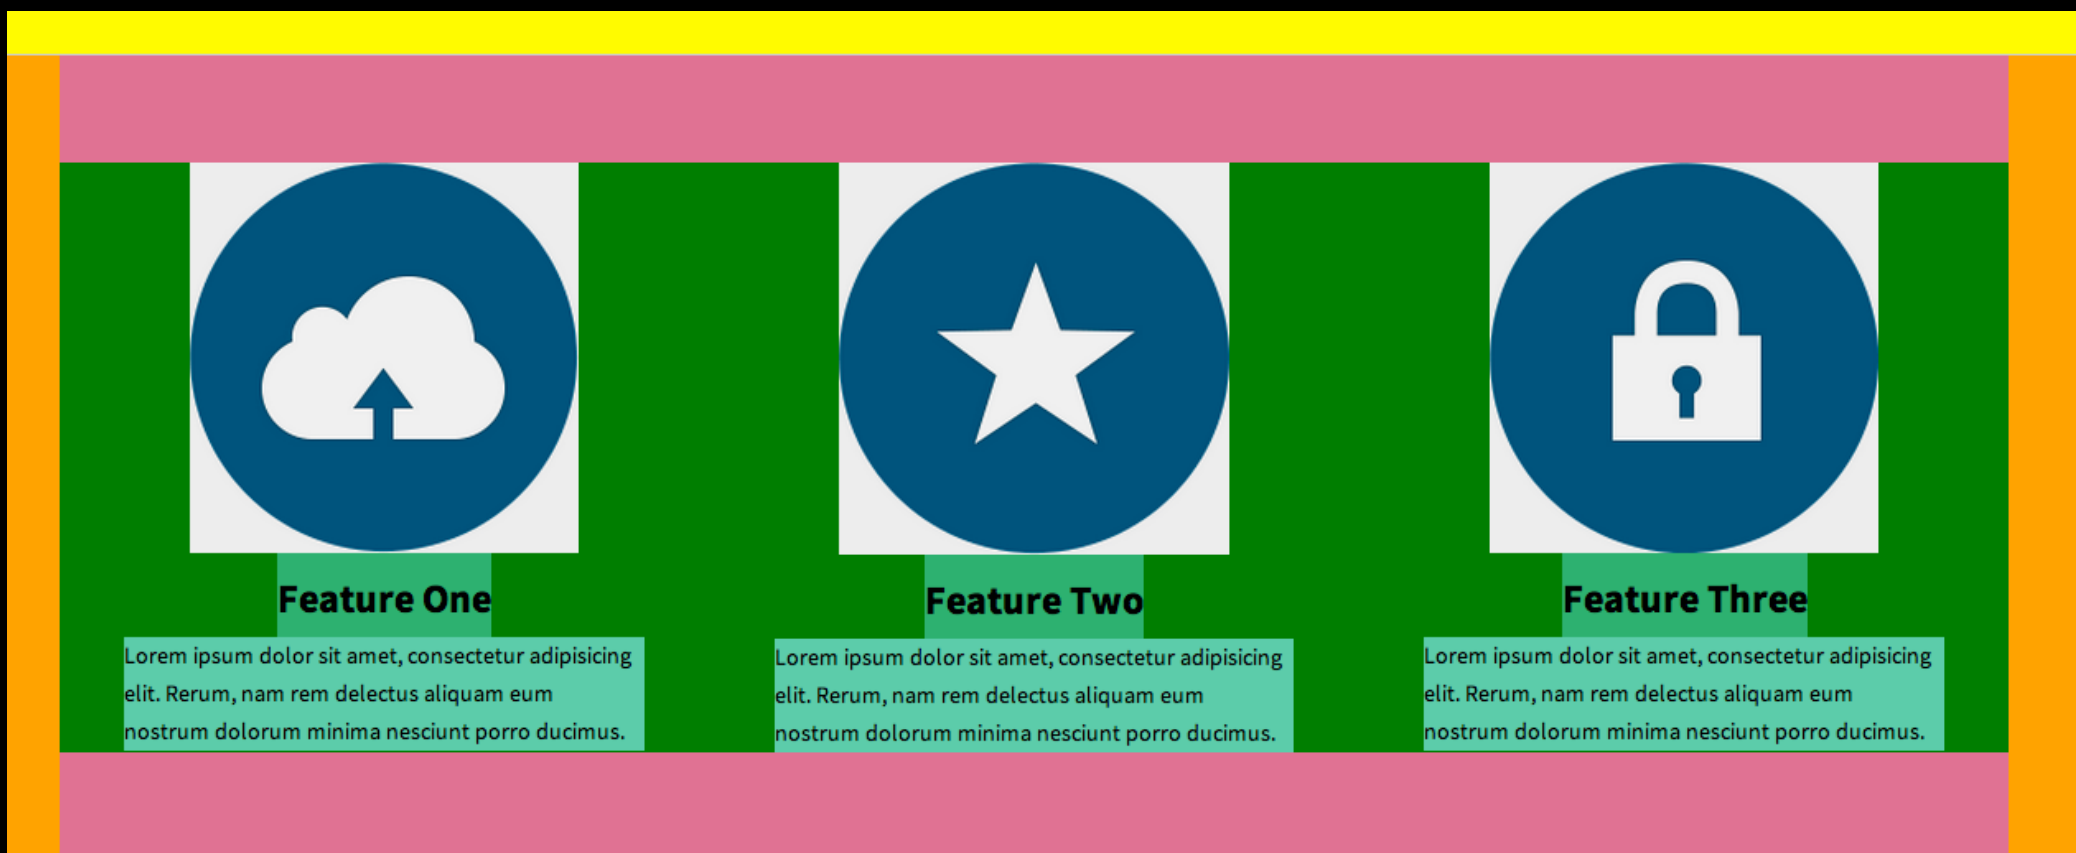 Feature One
Lorem ipsum dolor sit amet, consectetur adipisicing
elit. Rerum, nam rem delectus aliquam eum
nostrum dolorum minima nesciunt porro ducimus.
Feature Two
Lorem ipsum dolor sit amet, consectetur adipisicing
elit. Rerum, nam rem delectus aliquam eum
nostrum dolorum minima nesciunt porro ducimus.
Feature Three
Lorem ipsum dolor sit amet, consectetur adipisicing
elit. Rerum, nam rem delectus aliquam eum
nostrum dolorum minima nesciunt porro ducimus.